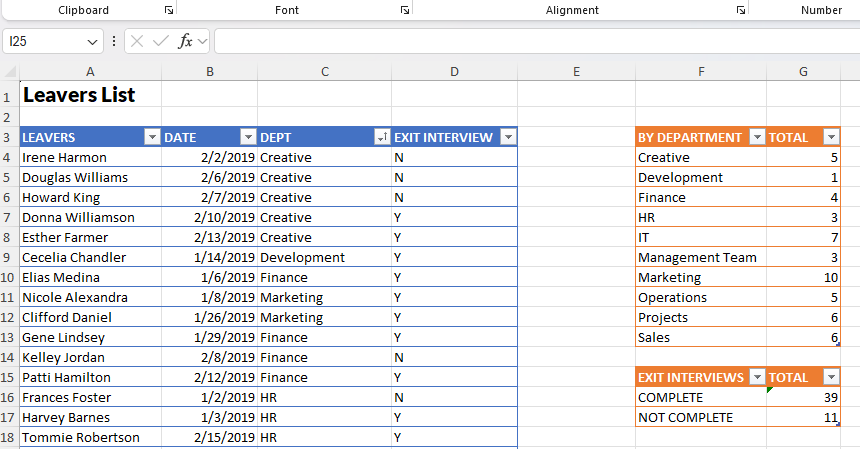 Clipboard Font Alignment Number
I25 fx
A B C D E F G
1 Leavers List
2
3 LEAVERS DATE DEPT EXIT INTERVIEW BY DEPARTMENT TOTAL
4 Irene Harmon 2/2/2019 Creative N Creative 5
5 Douglas Williams 2/6/2019 Creative N Development 1
6 Howard King 2/7/2019 Creative N Finance 4
7 Donna Williamson 2/10/2019 Creative Y HR 3
8 Esther Farmer 2/13/2019 Creative Y IT 7
9 Cecelia Chandler 1/14/2019 Development Y Management Team 3
10 Elias Medina 1/6/2019 Finance Y Marketing 10
11 Nicole Alexandra 1/8/2019 Marketing Y Operations 5
12 Clifford Daniel 1/26/2019 Marketing Y Projects 6
13 Gene Lindsey 1/29/2019 Finance Y Sales 6
14 Kelley Jordan 2/8/2019 Finance N
15 Patti Hamilton 2/12/2019 Finance Y EXIT INTERVIEWS TOTAL
16 Frances Foster 1/2/2019 HR N COMPLETE 39
17 Harvey Barnes 1/3/2019 HR Y NOT COMPLETE 11
18 Tommie Robertson 2/15/2019 HR Y